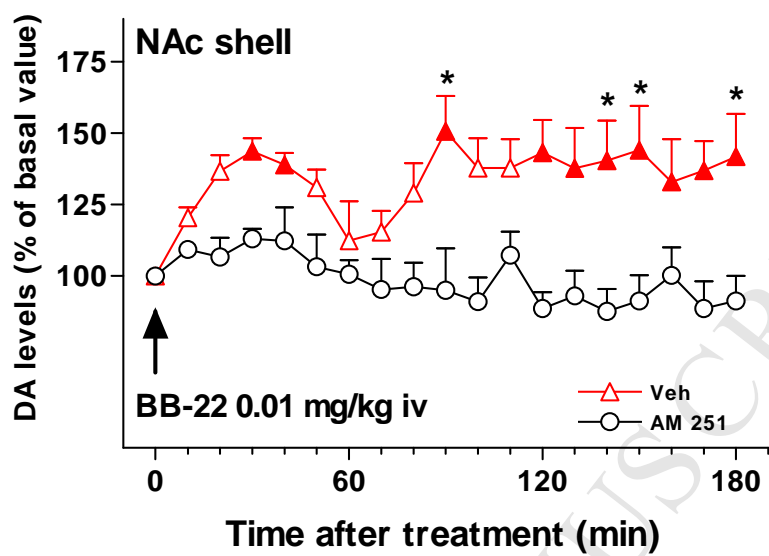 NAc shell
175
150
125
100
DA levels (% of basal value)
* * * *
BB-22 0.01 mg/kg iv
Veh
AM 251
0 60 120 180
Time after treatment (min)